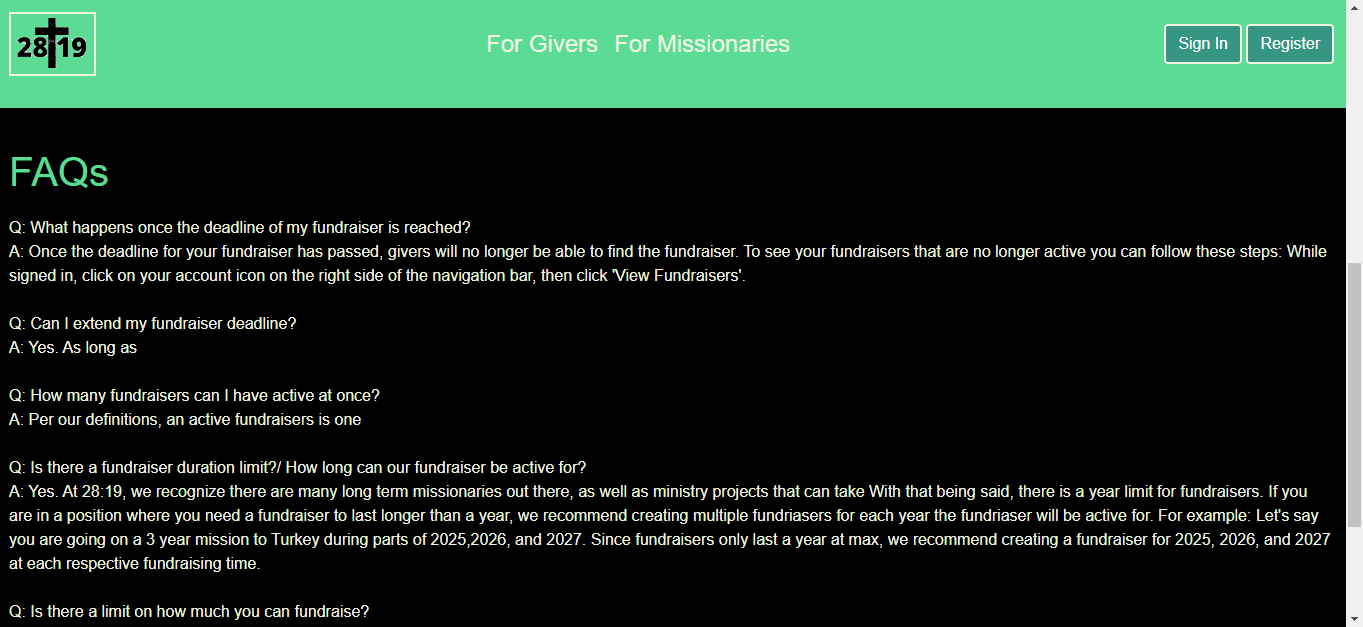 28 19
For Givers For Missionaries
Sign In Register
FAQs
Q: What happens once the deadline of my fundraiser is reached?
A: Once the deadline for your fundraiser has passed, givers will no longer be able to find the fundraiser. To see your fundraisers that are no longer active you can follow these steps: While
signed in, click on your account icon on the right side of the navigation bar, then click 'View Fundraisers'.
Q: Can I extend my fundraiser deadline?
A: Yes. As long as
Q: How many fundraisers can I have active at once?
A: Per our definitions, an active fundraisers is one
Q: Is there a fundraiser duration limit?/ How long can our fundraiser be active for?
A: Yes. At 28:19, we recognize there are many long term missionaries out there, as well as ministry projects that can take With that being said, there is a year limit for fundraisers. If you
are in a position where you need a fundraiser to last longer than a year, we recommend creating multiple fundriasers for each year the fundriaser will be active for. For example: Let's say
you are going on a 3 year mission to Turkey during parts of 2025,2026, and 2027. Since fundraisers only last a year at max, we recommend creating a fundraiser for 2025, 2026, and 2027
at each respective fundraising time.
Q: Is there a limit on how much you can fundraise?